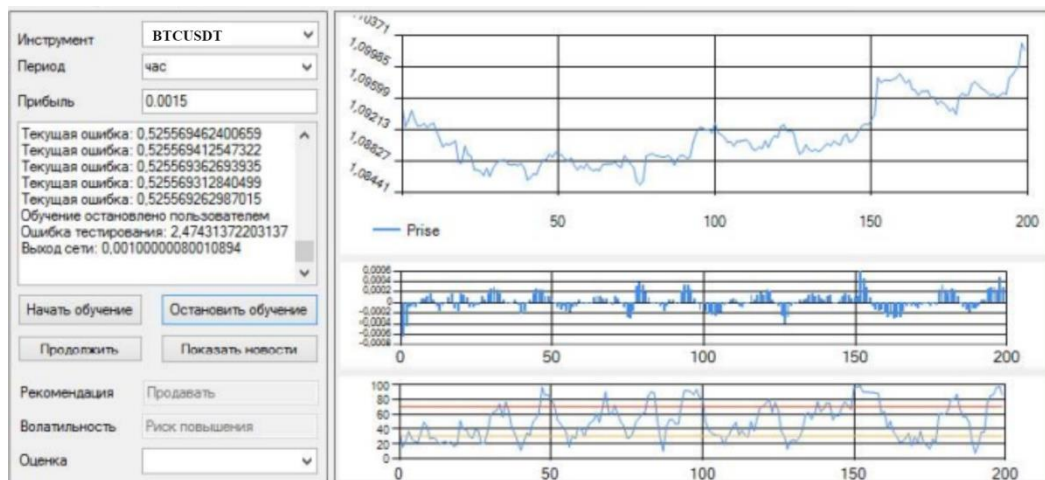 Инструмент
BTCUSDT
Период
час
Прибыль
0.0015
Текущая ошибка: 0,525569462400659
Текущая ошибка: 0,525569412547322
Текущая ошибка: 0,525569362693935
Текущая ошибка: 0,525569312840499
Текущая ошибка: 0,525569262987015
Обучение остановлено пользователем
Ошибка тестирования: 2,47431372203137
Выход сети: 0,00100000080010894
Начать обучение
Остановить обучение
Продолжить
Показать новости
Рекомендация
Продавать
Волатильность
Риск повышения
Оценка
1,09985
1,09599
1,09213
1,08827
1,08441
50
100
150
200
Prise
0,0006
0,0004
0,0002
0
-0,0002
-0,0004
-0,0006
-0,0008
0
50
100
150
200
100
80
60
40
20
0
0
50
100
150
200